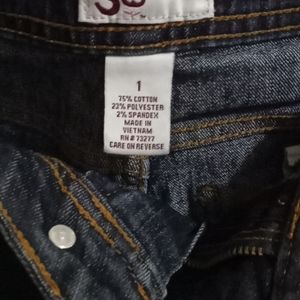 1
75% COTTON
23% POLYESTER
2% SPANDEX
MADE IN
VIETNAM
RN # 73277
CARE ON REVERSE